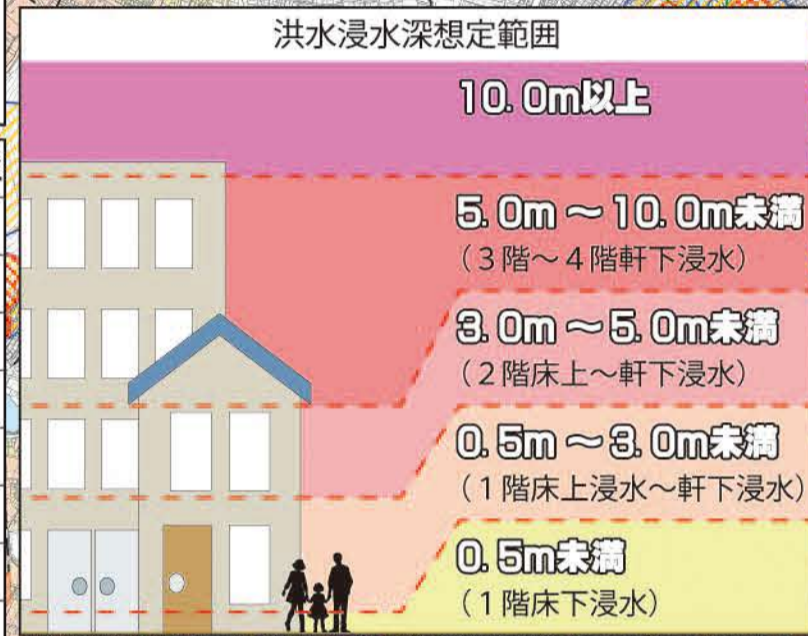 洪水浸水深想定範囲
10.0m以上
5.0m～10.0m未満
（3階～4階軒下浸水）
3.0m～5.0m未満
（2階床上～軒下浸水）
0.5m～3.0m未満
（1階床上浸水～軒下浸水）
0.5m未満
（1階床下浸水）